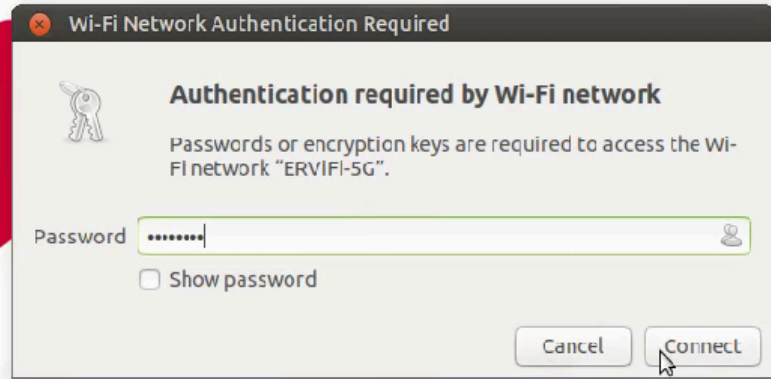 Wi-Fi Network Authentication Required
Authentication required by Wi-Fi network
Passwords or encryption keys are required to access the Wi-
Fi network “ERViFi-5G”.
Password ••••••••
Show password
Cancel Connect